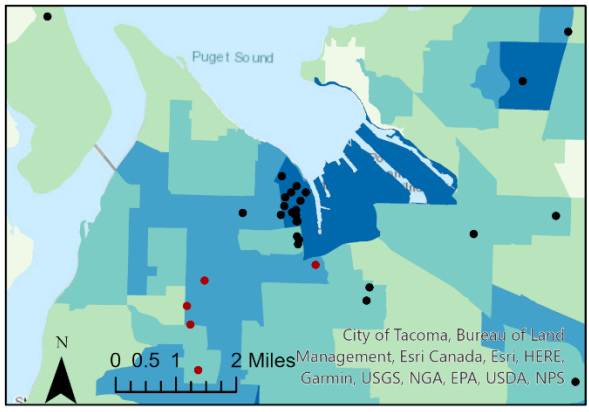 Puget Sound
N
0 0.5 1 2 Miles
City of Tacoma, Bureau of Land
Management, Esri Canada, Esri, HERE,
Garmin, USGS, NGA, EPA, USDA, NPS